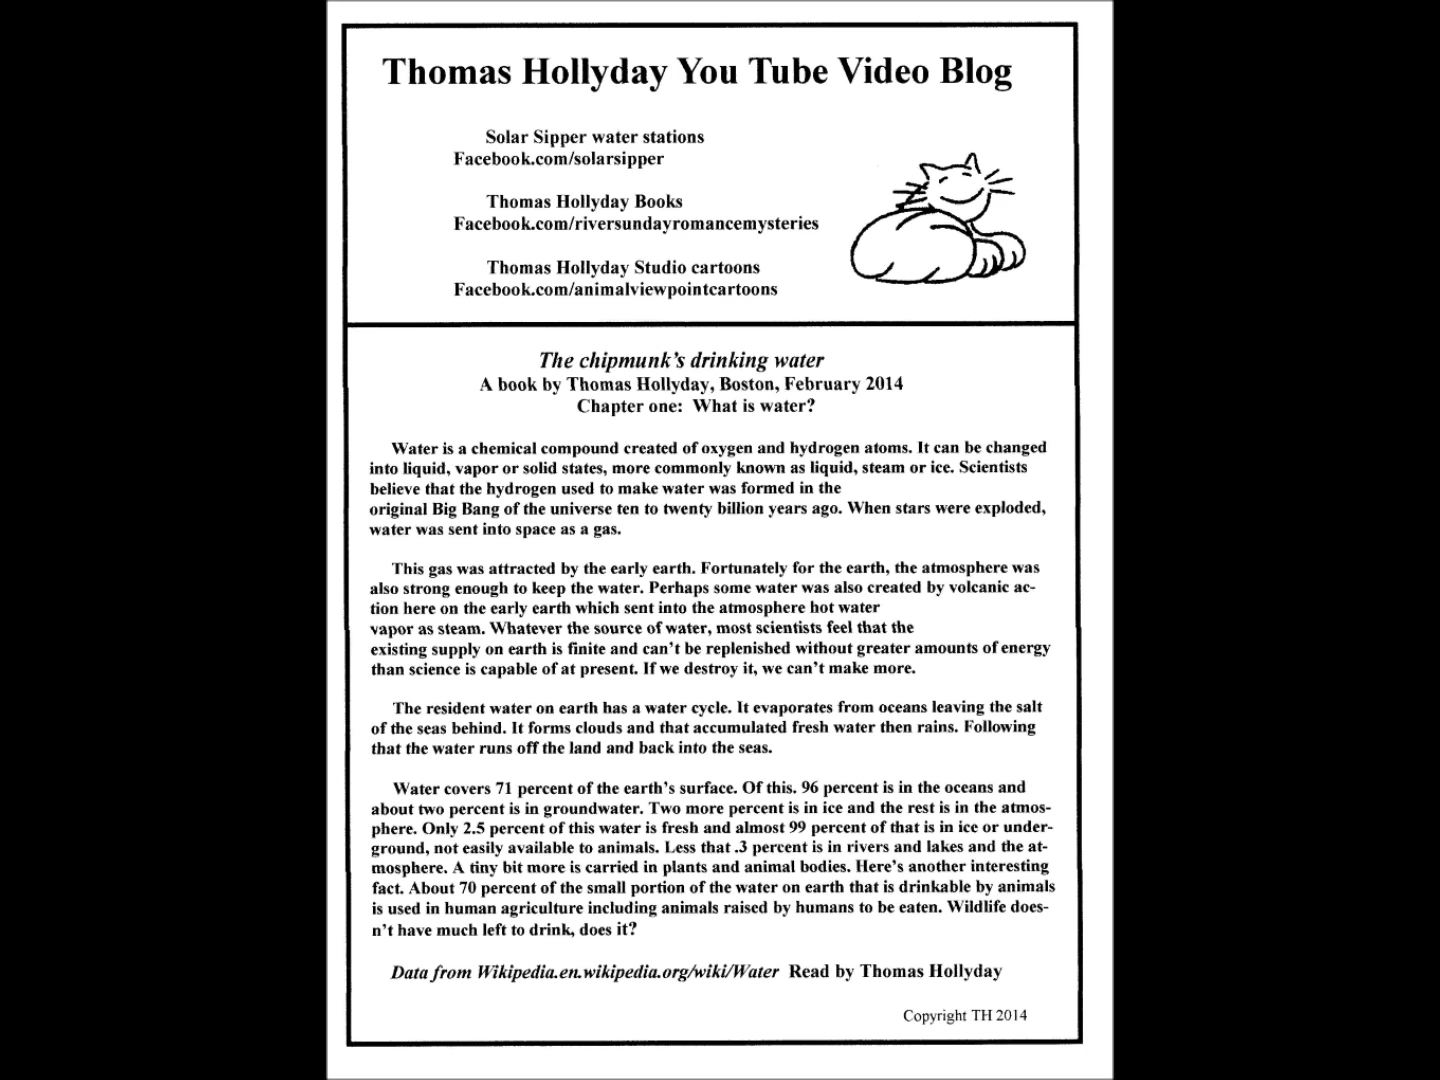 Thomas Hollyday You Tube Video Blog
Solar Sipper water stations
Facebook.com/solarsipper
Thomas Hollyday Books
Facebook.com/riversundayromancemysteries
Thomas Hollyday Studio cartoons
Facebook.com/animalviewpointcartoons
The chipmunk's drinking water
A book by Thomas Hollyday, Boston, February 2014
Chapter one: What is water?
Water is a chemical compound created of oxygen and hydrogen atoms. It can be changed
into liquid, vapor or solid states, more commonly known as liquid, steam or ice. Scientists
believe that the hydrogen used to make water was formed in the
original Big Bang of the universe ten to twenty billion years ago. When stars were exploded,
water was sent into space as a gas.
This gas was attracted by the early earth. Fortunately for the earth, the atmosphere was
also strong enough to keep the water. Perhaps some water was also created by volcanic ac-
tion here on the early earth which sent into the atmosphere hot water
vapor as steam. Whatever the source of water, most scientists feel that the
existing supply on earth is finite and can't be replenished without greater amounts of energy
than science is capable of at present. If we destroy it, we can't make more.
The resident water on earth has a water cycle. It evaporates from oceans leaving the salt
of the seas behind. It forms clouds and that accumulated fresh water then rains. Following
that the water runs off the land and back into the seas.
Water covers 71 percent of the earth's surface. Of this. 96 percent is in the oceans and
about two percent is in groundwater. Two more percent is in ice and the rest is in the atmos-
phere. Only 2.5 percent of this water is fresh and almost 99 percent of that is in ice or under-
ground, not easily available to animals. Less that .3 percent is in rivers and lakes and the at-
mosphere. A tiny bit more is carried in plants and animal bodies. Here's another interesting
fact. About 70 percent of the small portion of the water on earth that is drinkable by animals
is used in human agriculture including animals raised by humans to be eaten. Wildlife does-
n't have much left to drink, does it?
Data from Wikipedia.en.wikipedia.org/wiki/Water Read by Thomas Hollyday
Copyright TH 2014